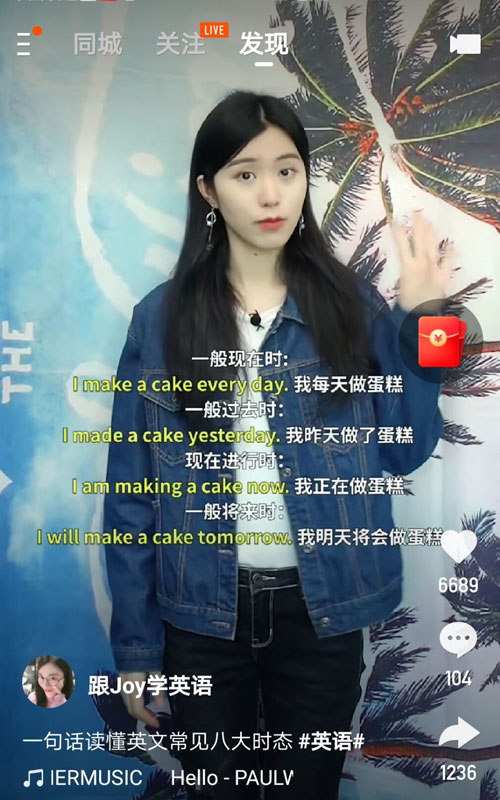 同城 关注 LIVE 发现
THE
一般现在时:
I make a cake every day. 我每天做蛋糕
一般过去时:
I made a cake yesterday. 我昨天做了蛋糕
现在进行时:
I am making a cake now. 我正在做蛋糕
一般将来时:
I will make a cake tomorrow. 我明天将会做蛋糕
6689
104
跟Joy学英语
一句话读懂英文常见八大时态 #英语#
1236
IERMUSIC Hello - PAULW